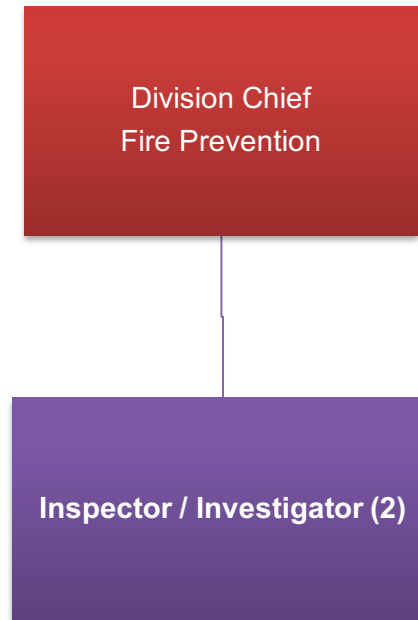 Division Chief
Fire Prevention
Inspector / Investigator (2)